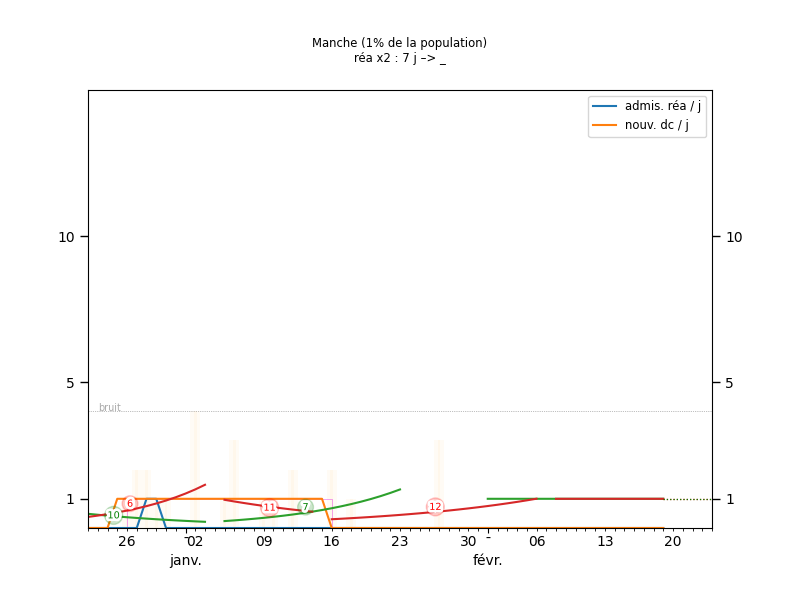 Manche (1% de la population)
réa x2 : 7 j –> _
admis. réa / j
nouv. dc / j
10 10
5 5
bruit
1 1
6
10
11
7
12
26 02 09 16 23 30 06 13 20
janv. févr.